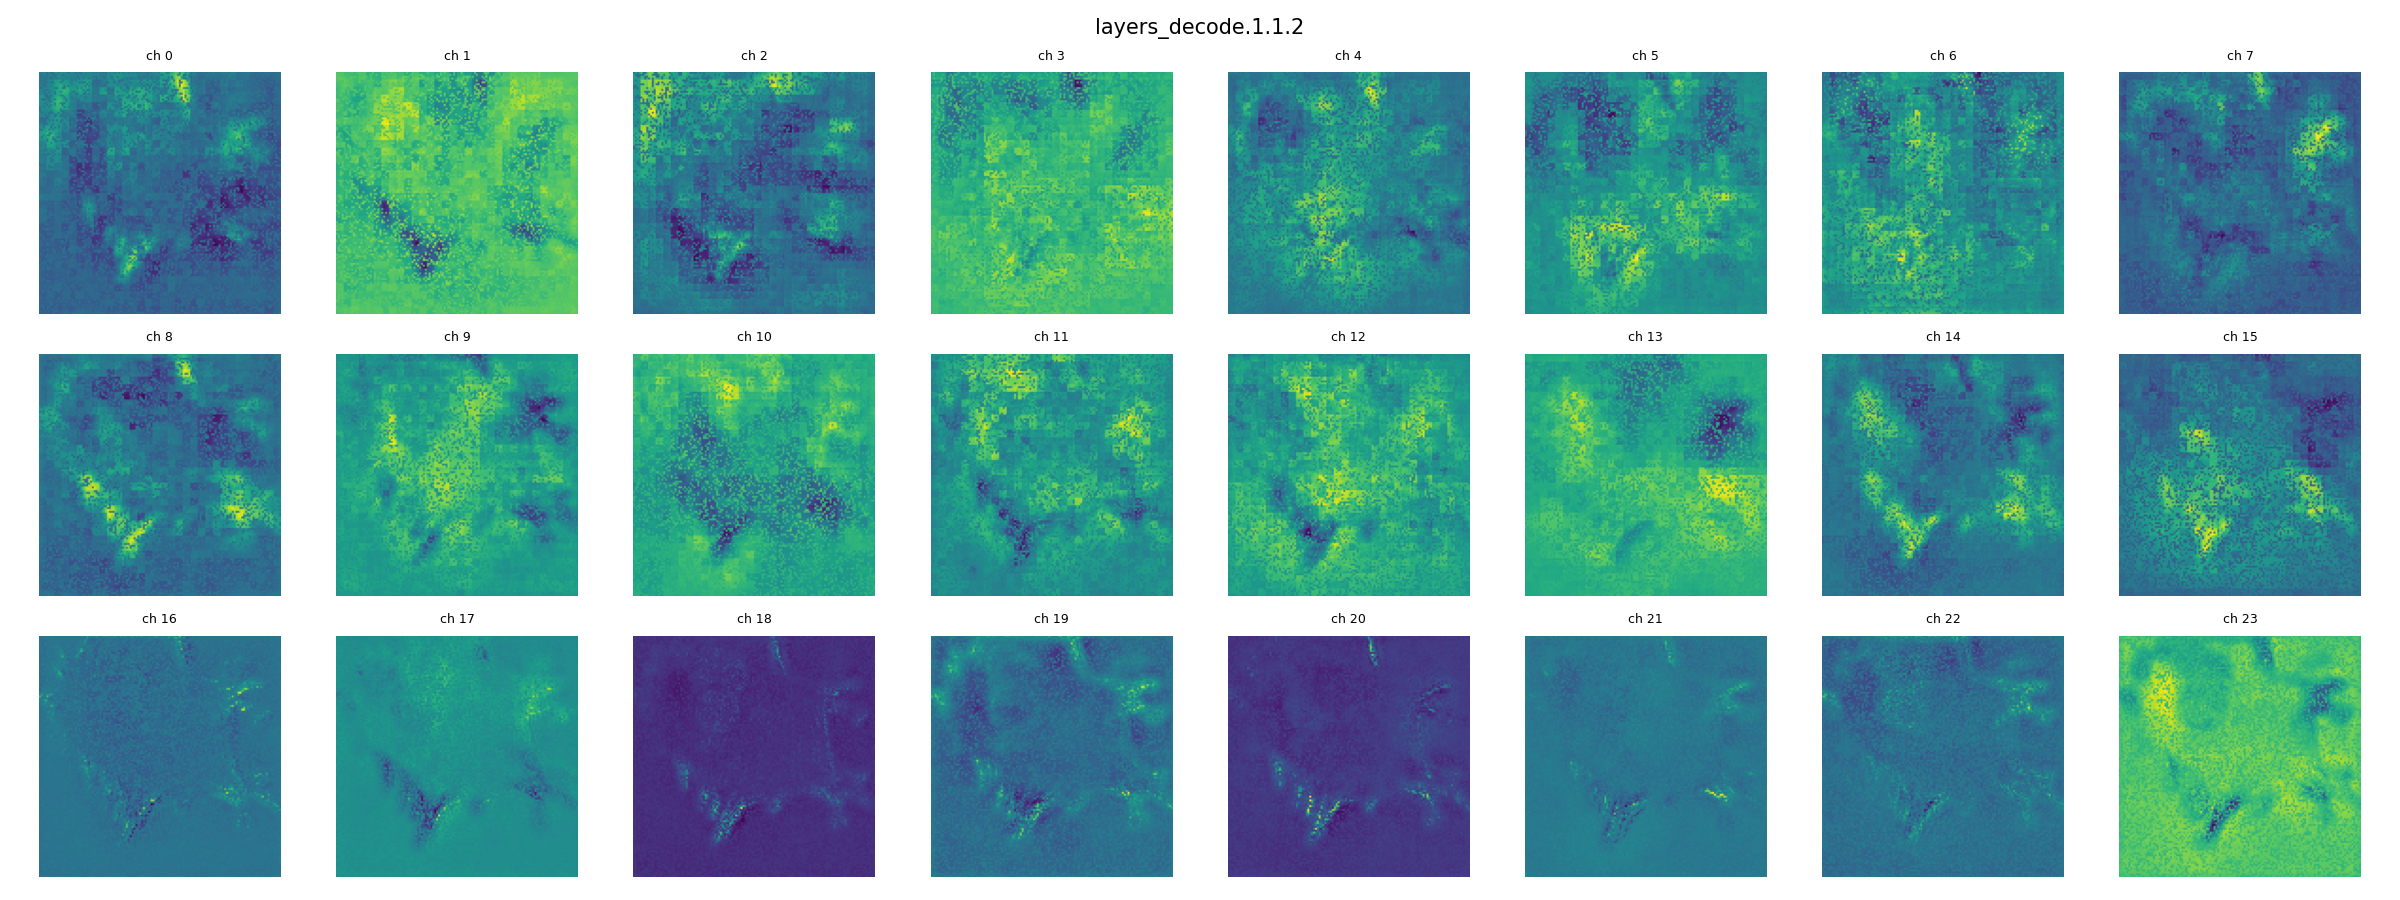 layers_decode.1.1.2
ch 0 ch 1 ch 2 ch 3 ch 4 ch 5 ch 6 ch 7
ch 8 ch 9 ch 10 ch 11 ch 12 ch 13 ch 14 ch 15
ch 16 ch 17 ch 18 ch 19 ch 20 ch 21 ch 22 ch 23